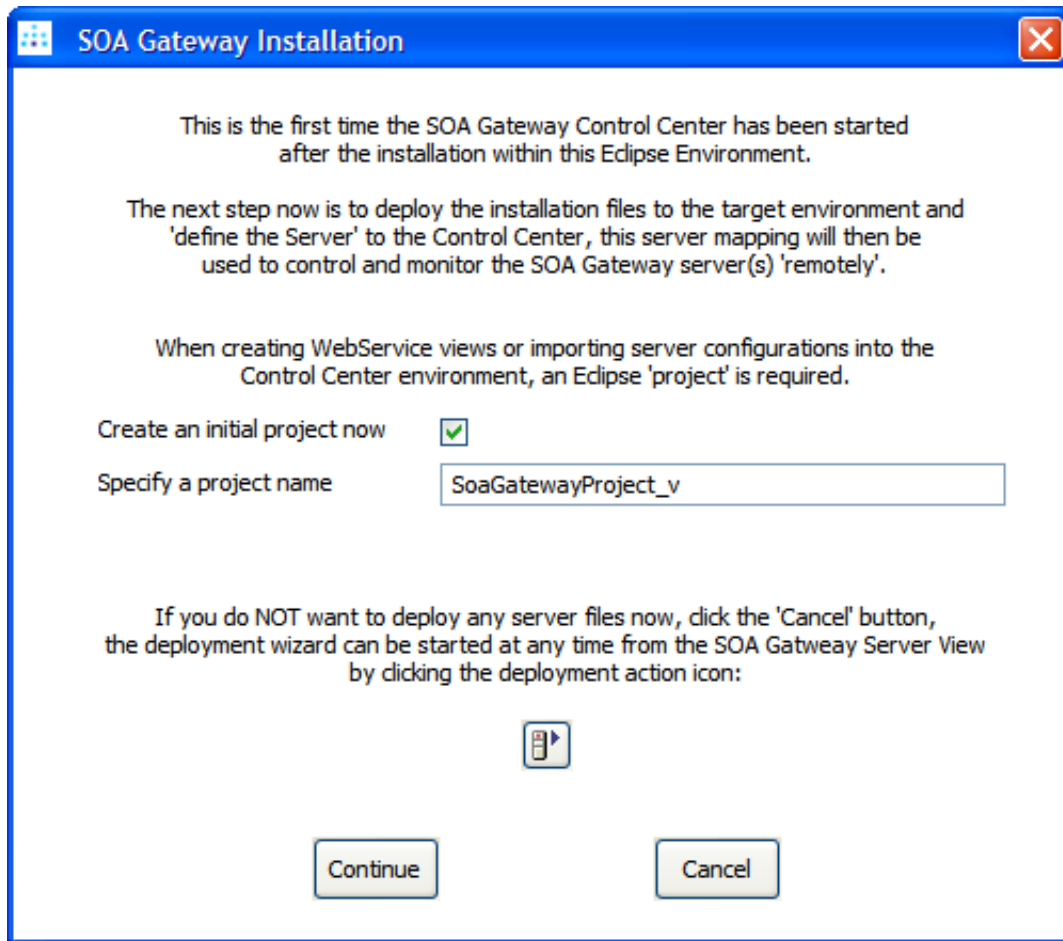 SOA Gateway Installation
This is the first time the SOA Gateway Control Center has been started
after the installation within this Eclipse Environment.
The next step now is to deploy the installation files to the target environment and
'define the Server' to the Control Center, this server mapping will then be
used to control and monitor the SOA Gateway server(s) 'remotely'.
When creating WebService views or importing server configurations into the
Control Center environment, an Eclipse 'project' is required.
Create an initial project now
Specify a project name SoaGatewayProject_v
If you do NOT want to deploy any server files now, click the 'Cancel' button,
the deployment wizard can be started at any time from the SOA Gatweay Server View
by clicking the deployment action icon:
Continue Cancel